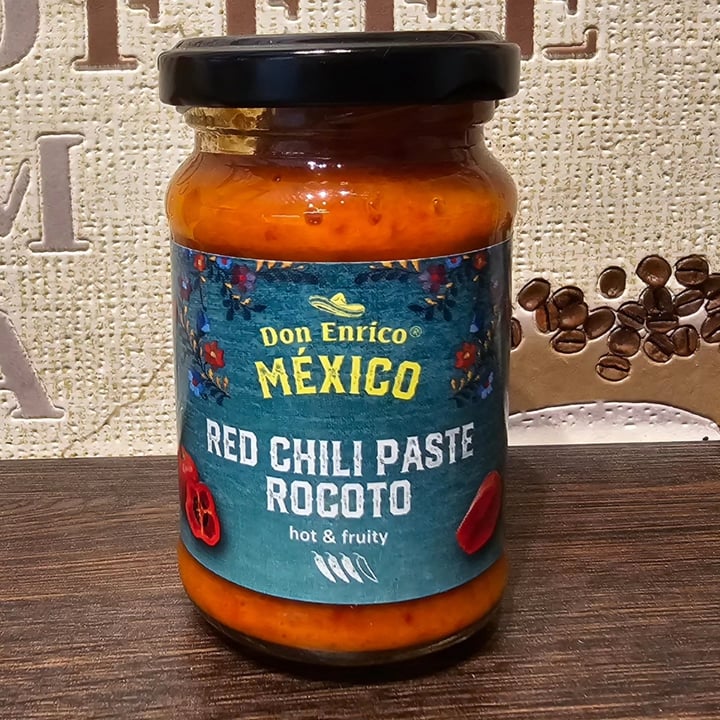 Don Enrico®
MÉXICO
RED CHILI PASTE
ROCOTO
hot & fruity